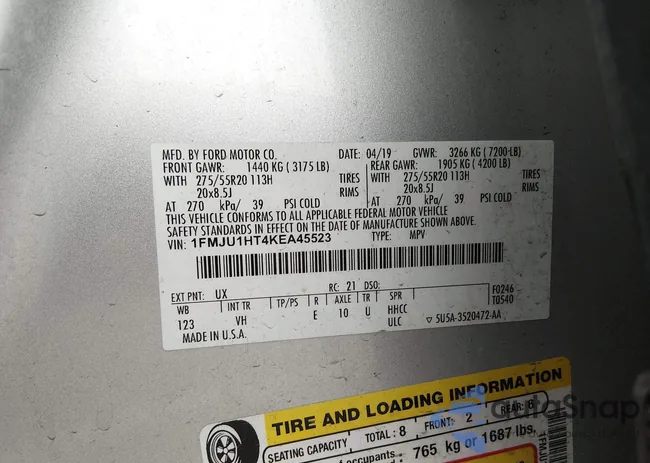 MFD. BY FORD MOTOR CO. DATE: 04/19 GVWR: 3266 KG ( 7200 LB)
FRONT GAWR: 1440 KG ( 3175 LB) REAR GAWR: 1905 KG ( 4200 LB)
WITH 275/55R20 113H TIRES WITH 275/55R20 113H TIRES
20x8.5J RIMS 20x8.5J RIMS
AT 270 kPa/ 39 PSI COLD AT 270 kPa/ 39 PSI COLD
THIS VEHICLE CONFORMS TO ALL APPLICABLE FEDERAL MOTOR VEHICLE
SAFETY STANDARDS IN EFFECT ON THE DATE OF MANUFACTURE SHOWN ABOVE.
VIN: 1FMJU1HT4KEA45523 TYPE: MPV
EXT PNT: UX RC: 21 DSO: F0246
WB INT TR TP/PS R AXLE TR SPR T0540
123 VH E 10 U HHCC
MADE IN U.S.A. ULC 5U5A-3520472-AA
TIRE AND LOADING INFORMATION
SEATING CAPACITY TOTAL: 8 FRONT: 2 REAR: 6
occupants 765 kg or 1687 lbs.
1FMJU
autoSnap